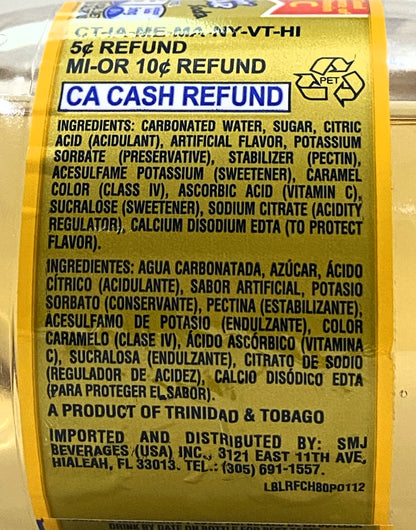 CT-IA-ME-MA-NY-VT-HI
5¢ REFUND
MI-OR 10¢ REFUND
PET
CA CASH REFUND
INGREDIENTS: CARBONATED WATER, SUGAR, CITRIC
ACID (ACIDULANT), ARTIFICIAL FLAVOR, POTASSIUM
SORBATE (PRESERVATIVE), STABILIZER (PECTIN),
ACESULFAME POTASSIUM (SWEETENER), CARAMEL
COLOR (CLASS IV), ASCORBIC ACID (VITAMIN C),
SUCRALOSE (SWEETENER), SODIUM CITRATE (ACIDITY
REGULATOR), CALCIUM DISODIUM EDTA (TO PROTECT
FLAVOR).
INGREDIENTES: AGUA CARBONATADA, AZÚCAR, ÁCIDO
CÍTRICO (ACIDULANTE), SABOR ARTIFICIAL, POTASIO
SORBATO (CONSERVANTE), PECTINA (ESTABILIZANTE),
ACESULFAMO DE POTASIO (ENDULZANTE), COLOR
CARAMELO (CLASE IV), ÁCIDO ASCÓRBICO (VITAMINA
C), SUCRALOSA (ENDULZANTE), CITRATO DE SODIO
(REGULADOR DE ACIDEZ), CALCIO DISÓDICO EDTA
(PARA PROTEGER EL SABOR).
A PRODUCT OF TRINIDAD & TOBAGO
IMPORTED AND DISTRIBUTED BY: SMJ
BEVERAGES (USA) INC., 3121 EAST 11TH AVE,
HIALEAH, FL 33013. TEL.: (305) 691-1557.
LBLRFCH80P0112
DRINK BY DATE ON BOTTLE FOR